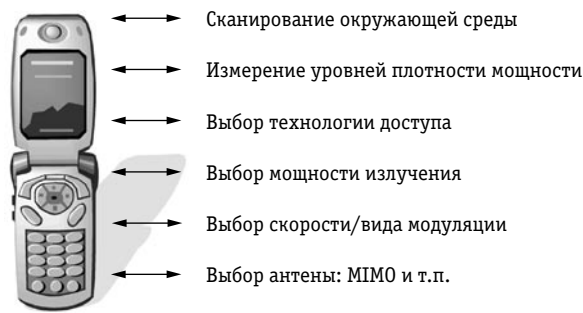 Сканирование окружающей среды
Измерение уровней плотности мощности
Выбор технологии доступа
Выбор мощности излучения
Выбор скорости/вида модуляции
Выбор антены: MIMO и т.п.